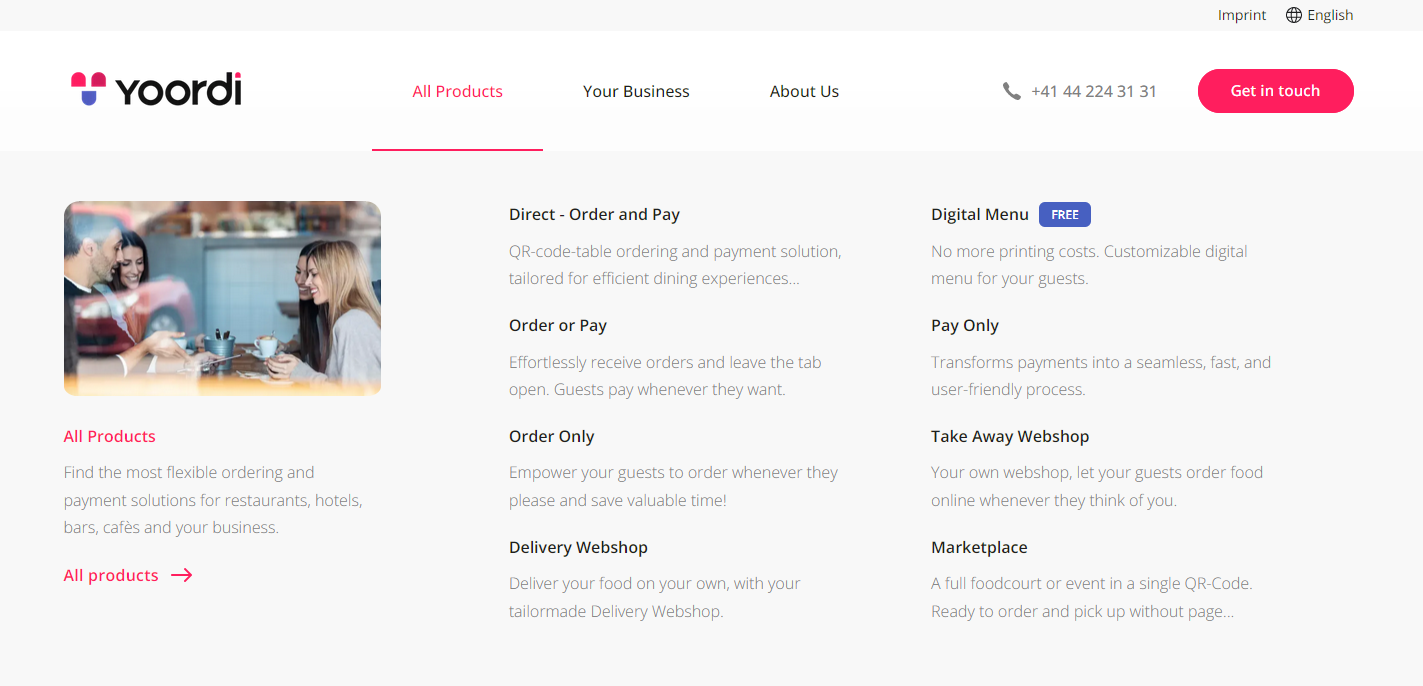 Imprint
English
Yoordi
All Products
Your Business
About Us
+41 44 224 31 31
Get in touch
All Products
Find the most flexible ordering and
payment solutions for restaurants, hotels,
bars, cafès and your business.
All products
Direct - Order and Pay
QR-code-table ordering and payment solution,
tailored for efficient dining experiences...
Order or Pay
Effortlessly receive orders and leave the tab
open. Guests pay whenever they want.
Order Only
Empower your guests to order whenever they
please and save valuable time!
Delivery Webshop
Deliver your food on your own, with your
tailormade Delivery Webshop.
Digital Menu FREE
No more printing costs. Customizable digital
menu for your guests.
Pay Only
Transforms payments into a seamless, fast, and
user-friendly process.
Take Away Webshop
Your own webshop, let your guests order food
online whenever they think of you.
Marketplace
A full foodcourt or event in a single QR-Code.
Ready to order and pick up without page...